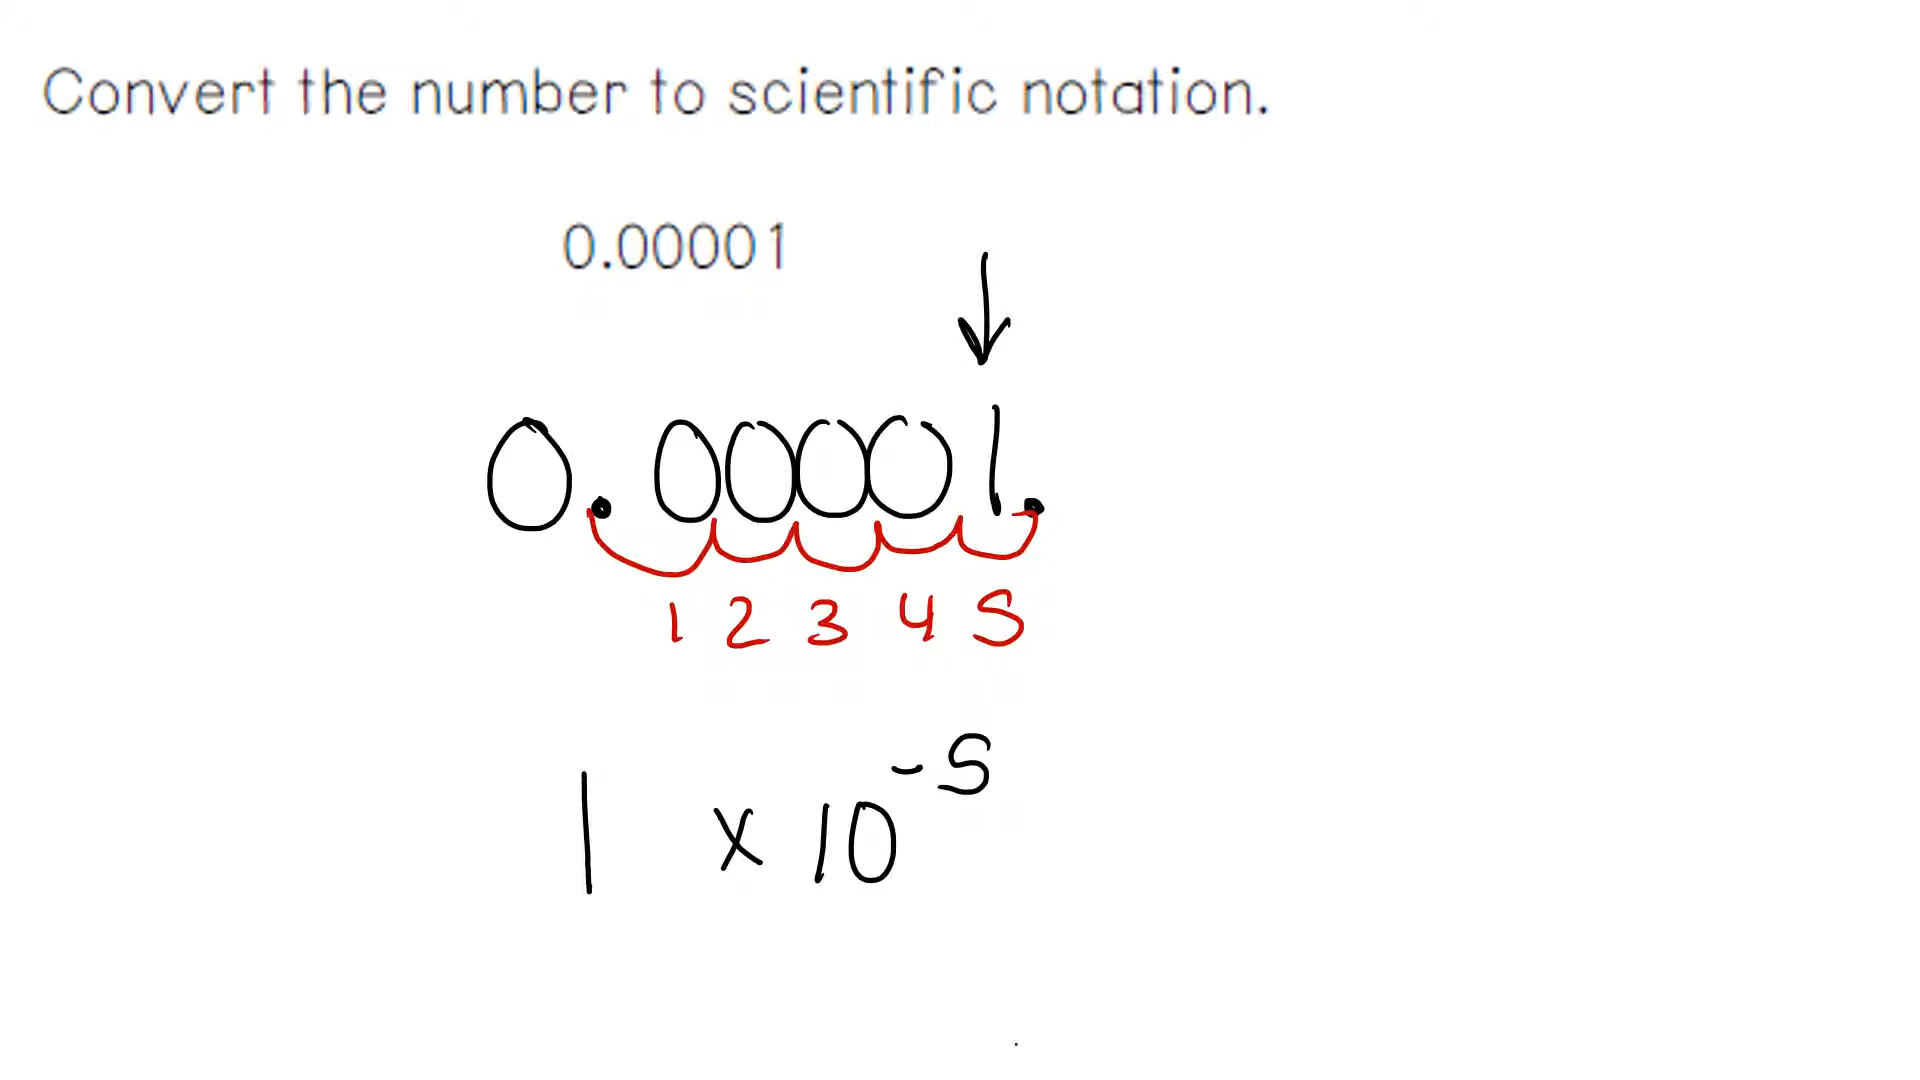 Convert the number to scientific notation.
0.00001
0.00001.
1 2 3 4 5
1 x 10⁻⁵